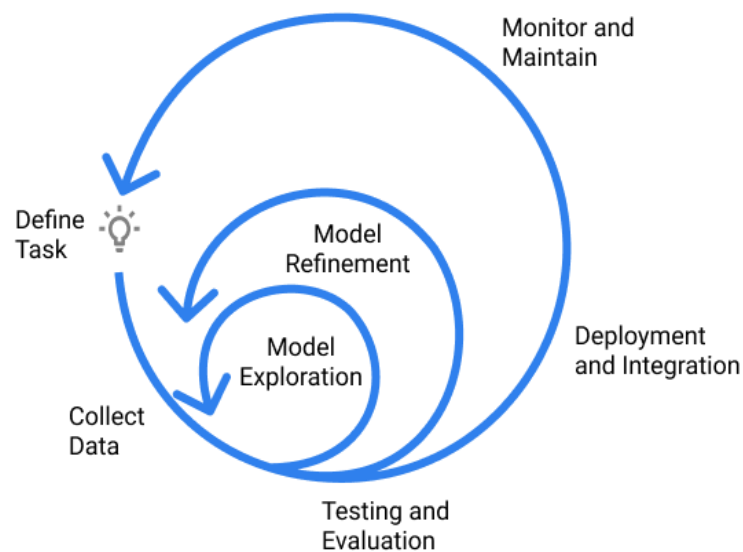 Monitor and
Maintain
Define
Task
Model
Refinement
Model
Exploration
Deployment
and Integration
Collect
Data
Testing and
Evaluation